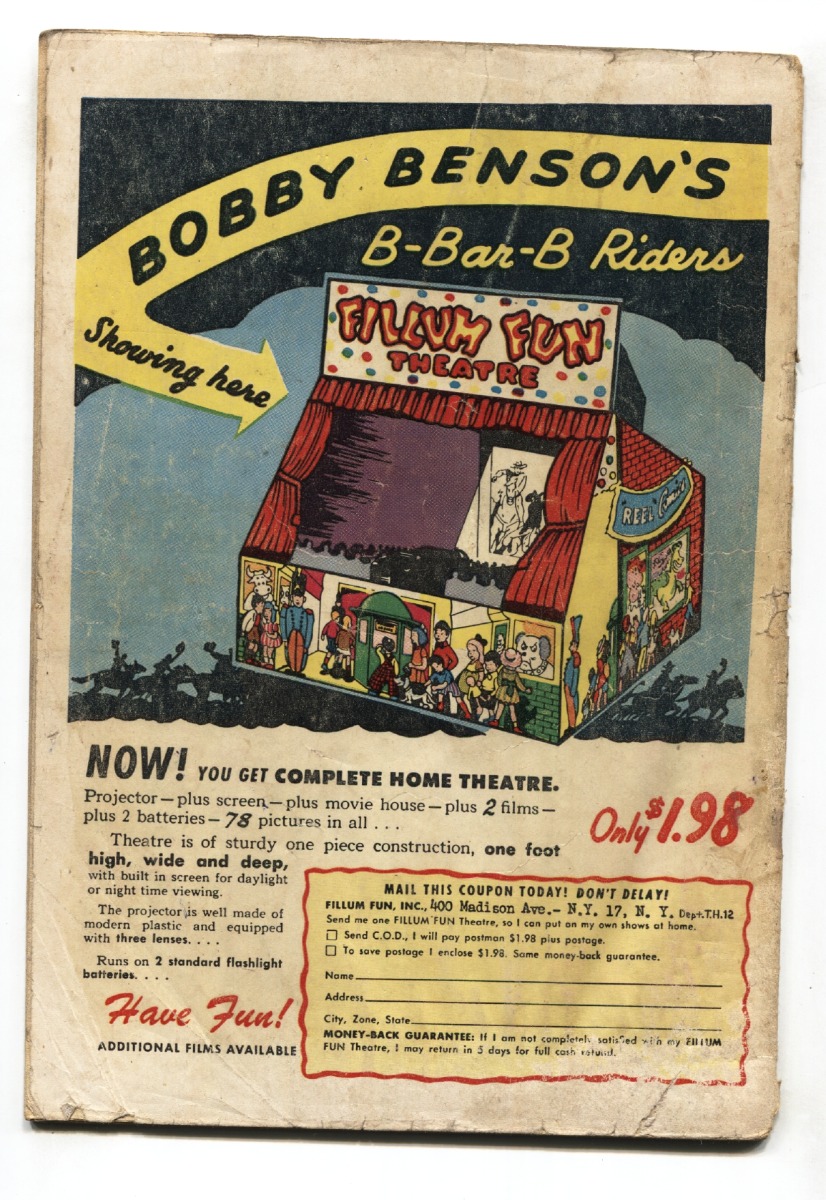 BOBBY BENSON'S
B-Bar-B Riders
Showing here
FILLUM FUN
THEATRE
REEL Comics
NOW! YOU GET COMPLETE HOME THEATRE.
Projector—plus screen—plus movie house—plus 2 films—
plus 2 batteries—78 pictures in all . . .
Only $1.98
Theatre is of sturdy one piece construction, one foot
high, wide and deep,
with built in screen for daylight
or night time viewing.
The projector is well made of
modern plastic and equipped
with three lenses. . . .
Runs on 2 standard flashlight
batteries. . . .
Have Fun!
ADDITIONAL FILMS AVAILABLE
MAIL THIS COUPON TODAY! DON'T DELAY!
FILLUM FUN, INC., 400 Madison Ave.- N.Y. 17, N. Y. Dept.T.H.12
Send me one FILLUM FUN Theatre, so I can put on my own shows at home.
☐ Send C.O.D., I will pay postman $1.98 plus postage.
☐ To save postage I enclose $1.98. Same money-back guarantee.
Name
Address
City, Zone, State
MONEY-BACK GUARANTEE: If I am not completely satisfied with my FILLUM
FUN Theatre, I may return in 5 days for full cash refund.